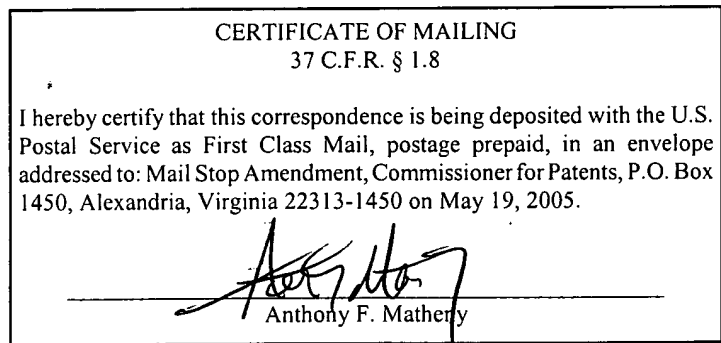 CERTIFICATE OF MAILING
37 C.F.R. § 1.8
I hereby certify that this correspondence is being deposited with the U.S.
Postal Service as First Class Mail, postage prepaid, in an envelope
addressed to: Mail Stop Amendment, Commissioner for Patents, P.O. Box
1450, Alexandria, Virginia 22313-1450 on May 19, 2005.
Anthony F. Matheny